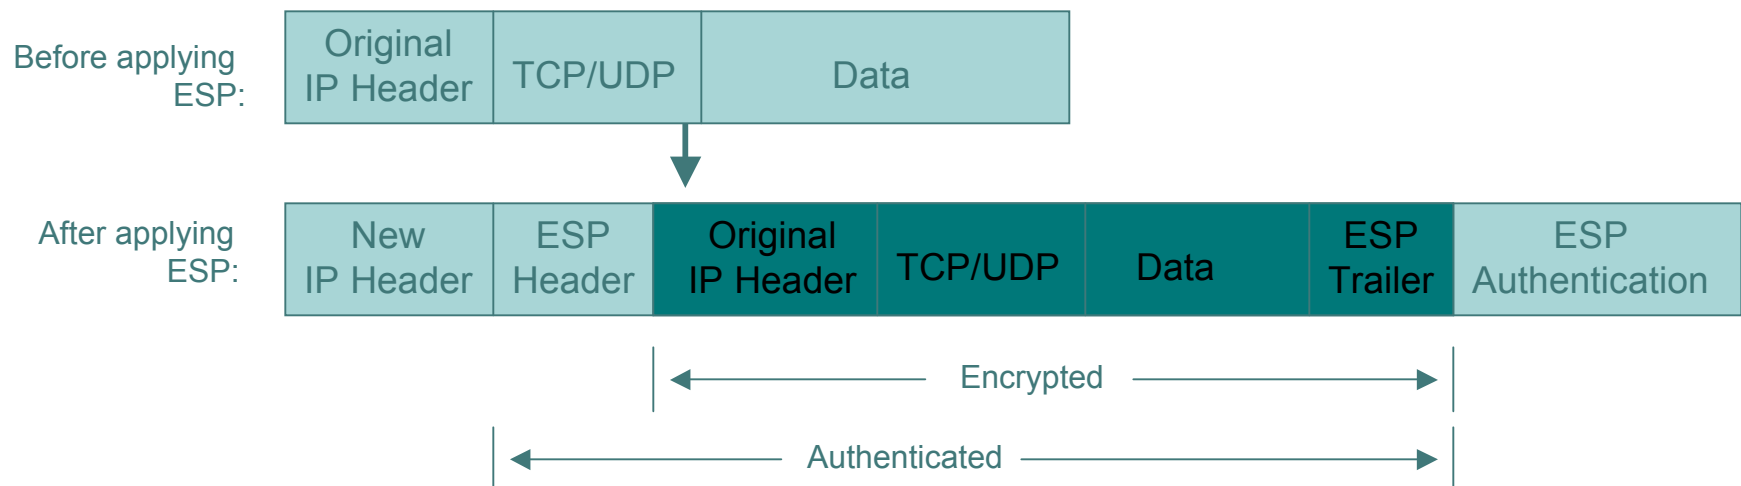 Before applying
ESP:
Original
IP Header
TCP/UDP
Data
After applying
ESP:
New
IP Header
ESP
Header
Original
IP Header
TCP/UDP
Data
ESP
Trailer
ESP
Authentication
Encrypted
Authenticated